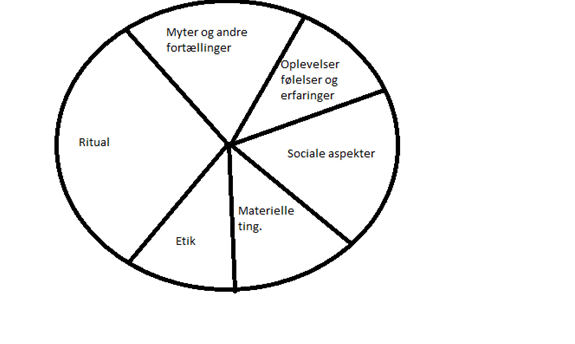 Myter og andre
fortællinger
Oplevelser
følelser og
erfaringer
Ritual
Sociale aspekter
Materielle
ting.
Etik